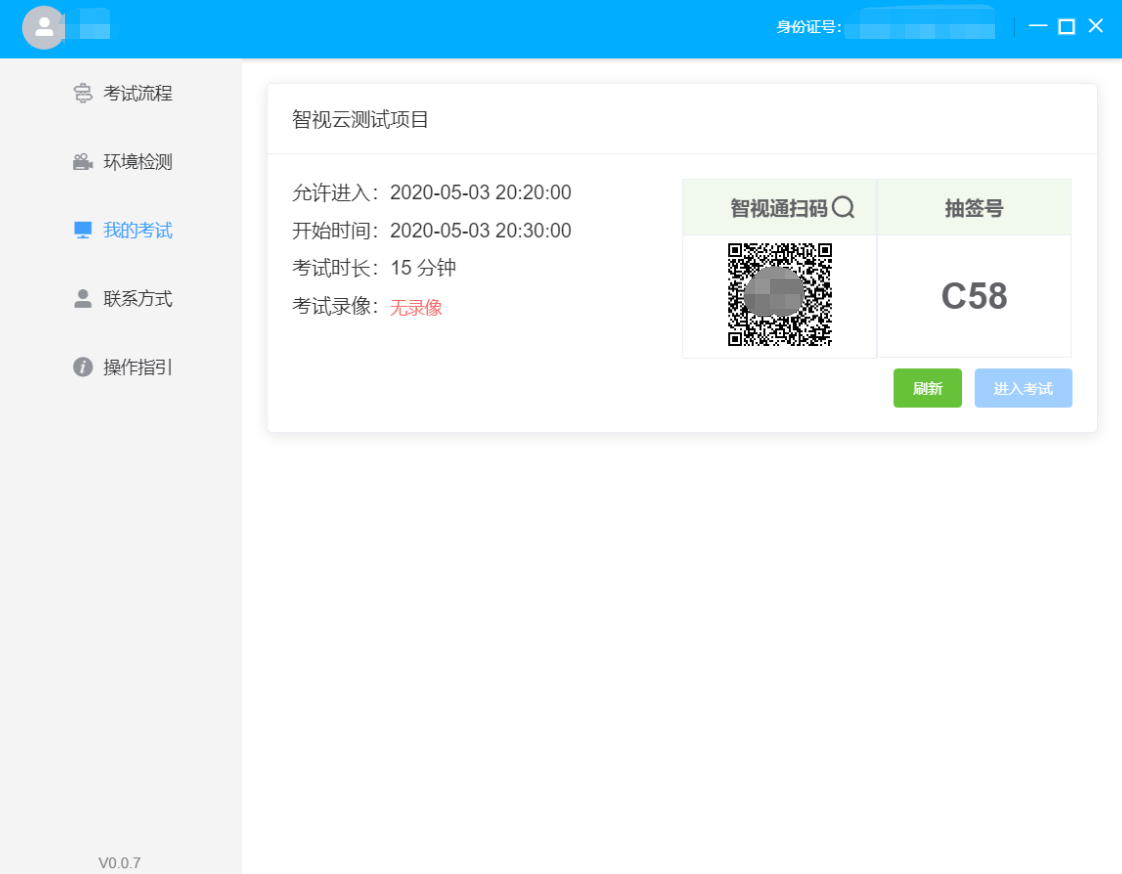 身份证号:
考试流程
环境检测
我的考试
联系方式
操作指引
V0.0.7
智视云测试项目
允许进入：2020-05-03 20:20:00
开始时间：2020-05-03 20:30:00
考试时长：15 分钟
考试录像：无录像
智视通扫码 抽签号
C58
刷新 进入考试